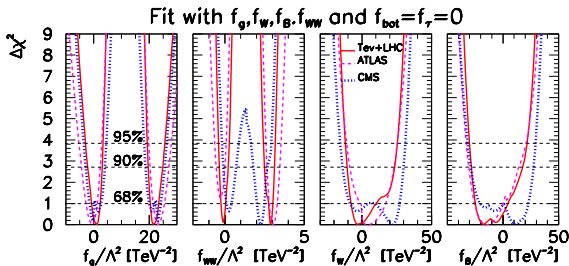 Fit with f_g,f_W,f_B,f_WW and f_bot=f_τ=0
Δχ²
9
8
7
6
5
4
3
2
1
0
95%
90%
68%
Tev+LHC
ATLAS
CMS
0 20
0 5
0 50
0 50
f_g/Λ² [TeV⁻²]
f_WW/Λ² [TeV⁻²]
f_W/Λ² [TeV⁻²]
f_B/Λ² [TeV⁻²]